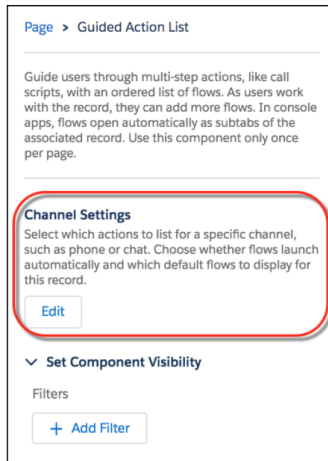 Page > Guided Action List
Guide users through multi-step actions, like call
scripts, with an ordered list of flows. As users work
with the record, they can add more flows. In console
apps, flows open automatically as subtabs of the
associated record. Use this component only once
per page.
Channel Settings
Select which actions to list for a specific channel,
such as phone or chat. Choose whether flows launch
automatically and which default flows to display for
this record.
Edit
Set Component Visibility
Filters
+ Add Filter